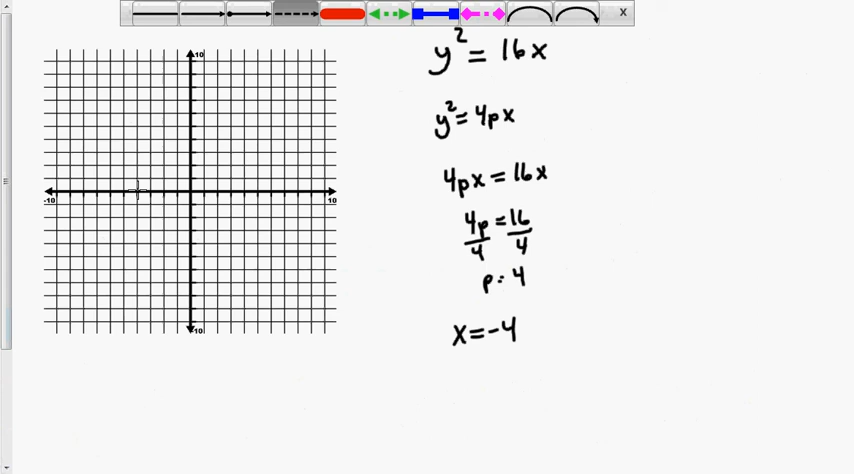 X
y² = 16x
10
y² = 4px
4px = 16x
-10
10
4p = 16
4 4
p = 4
-10
x = -4